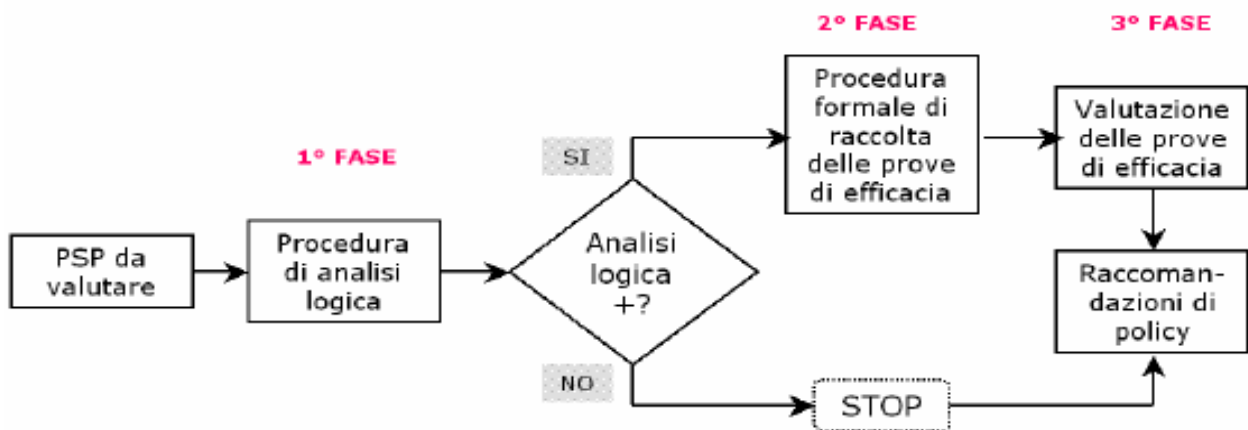 2° FASE
3° FASE
Procedura
formale di
raccolta
delle prove
di efficacia
Valutazione
delle prove
di efficacia
1° FASE
SI
PSP da
valutare
Procedura
di analisi
logica
Analisi
logica
+?
Raccoman-
dazioni di
policy
NO
STOP